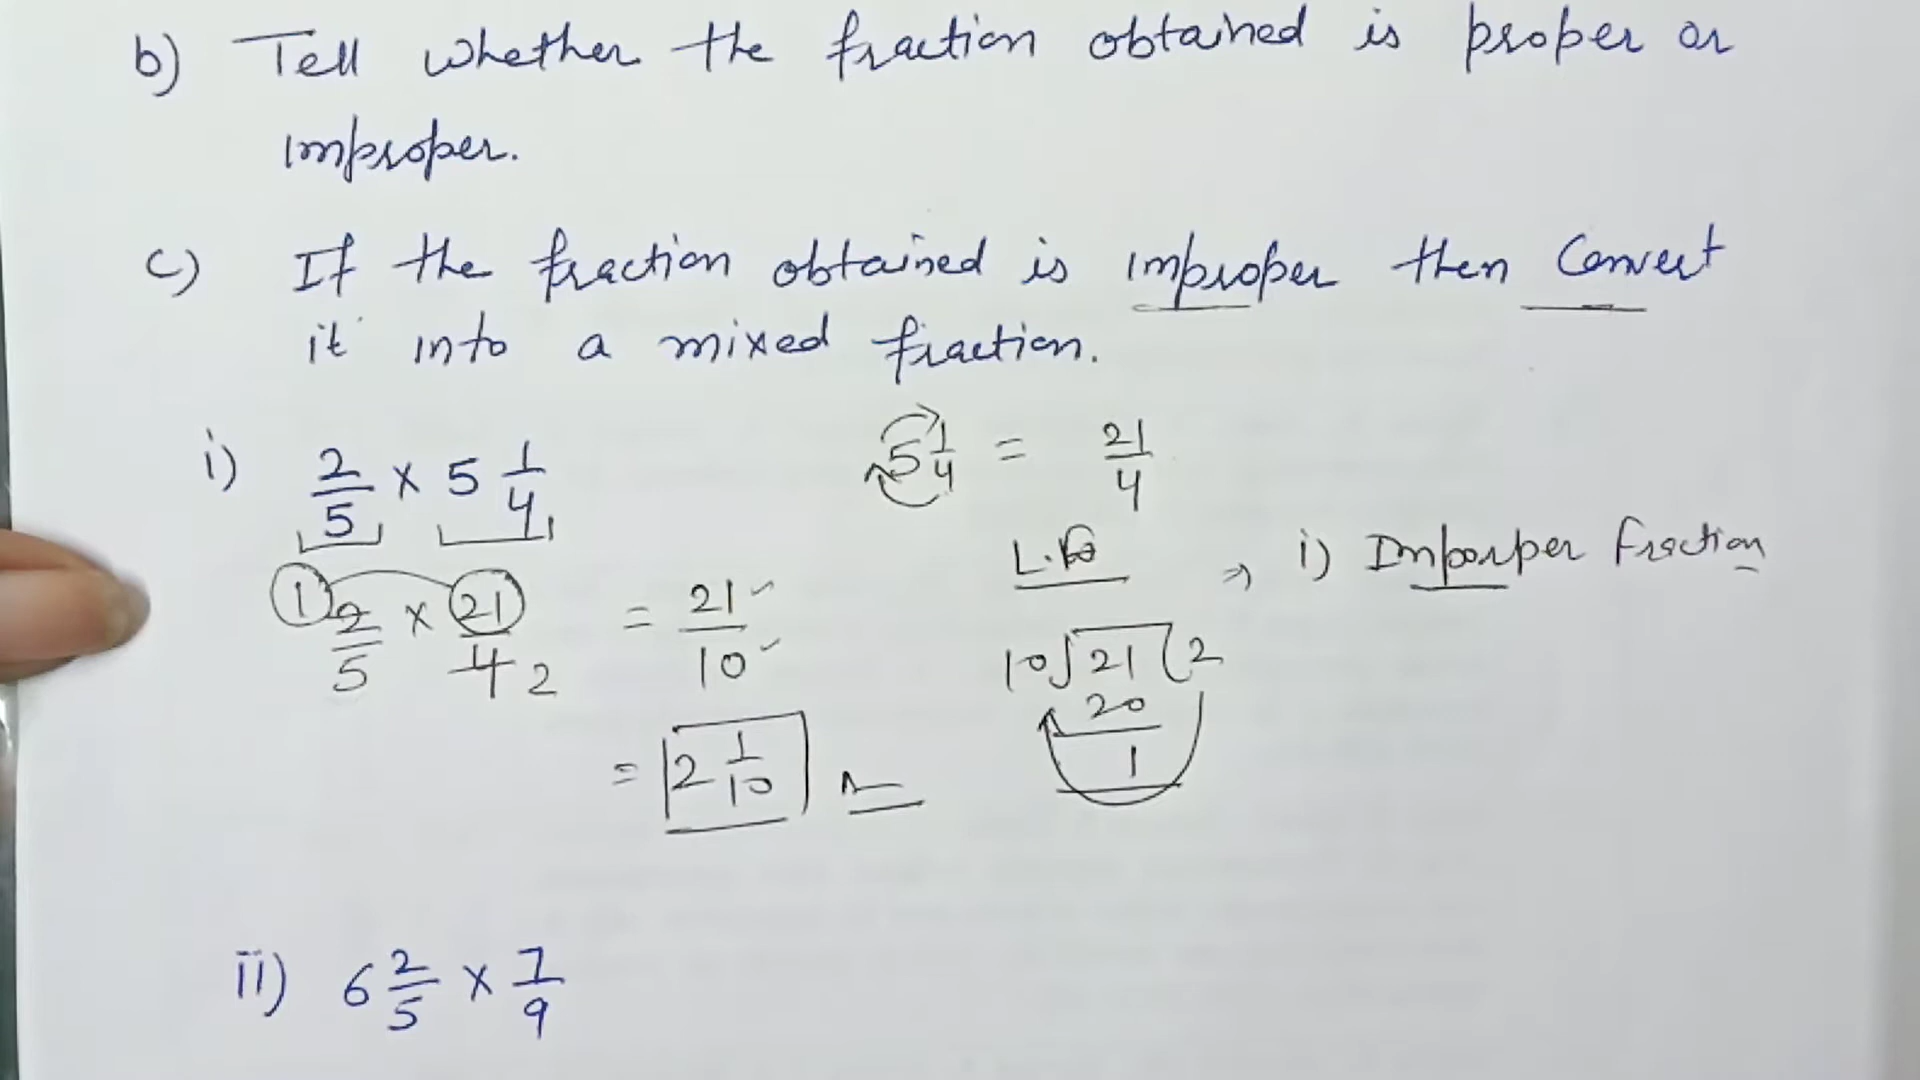 b) Tell whether the fraction obtained is proper or
improper.
c) If the fraction obtained is improper then convert
it into a mixed fraction.
i) 2/5 × 5 1/4
5 1/4 = 21/4
1 2/5 × 21/4 2 = 21/10
⇒ i) Imporper fraction
10)21(2
20
1
= 2 1/10
ii) 6 2/5 × 7/9